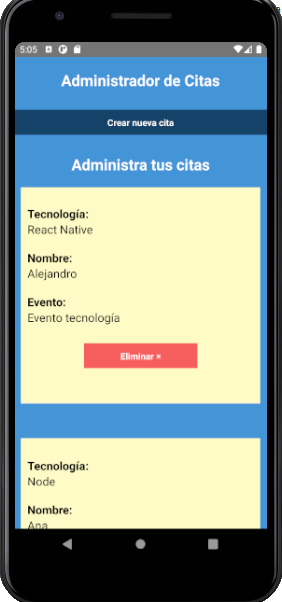 5:05
Administrador de Citas
Crear nueva cita
Administra tus citas
Tecnología:
React Native
Nombre:
Alejandro
Evento:
Evento tecnología
Eliminar ×
Tecnología:
Node
Nombre:
Ana